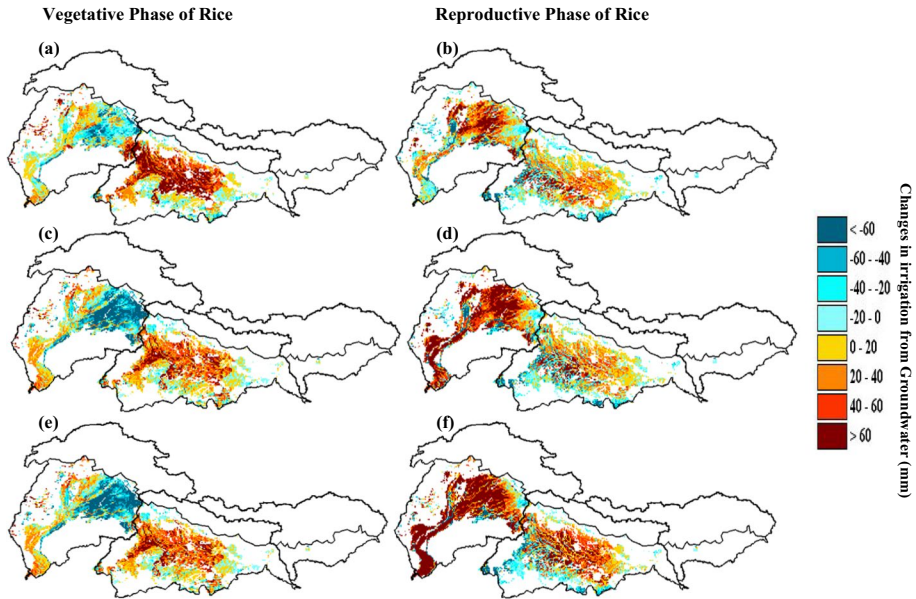 Vegetative Phase of Rice
Reproductive Phase of Rice
(a)
(b)
(c)
(d)
(e)
(f)
Changes in irrigation from Groundwater (mm)
< -60
-60 - -40
-40 - -20
-20 - 0
0 - 20
20 - 40
40 - 60
> 60